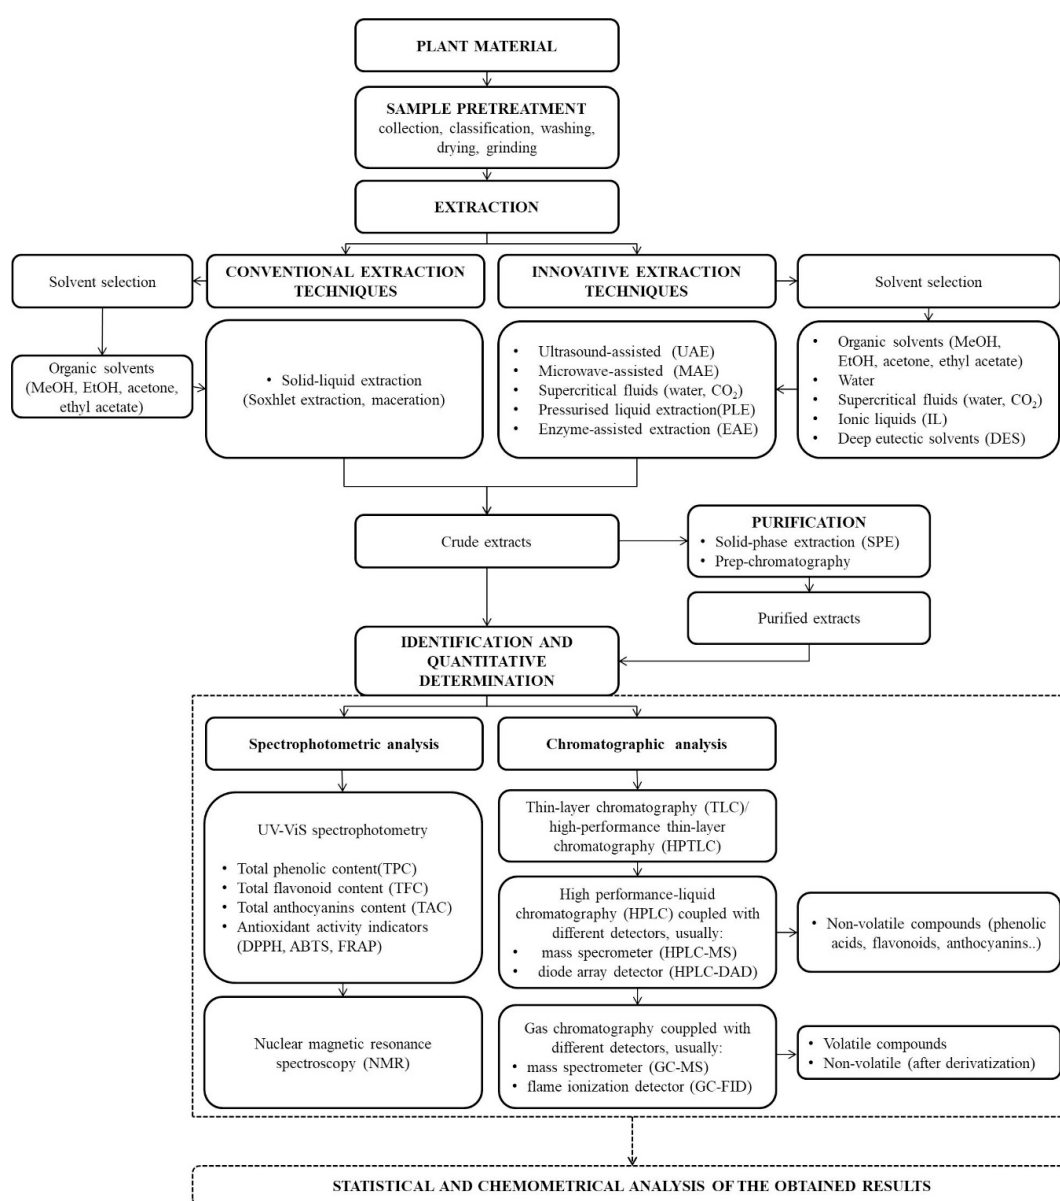 PLANT MATERIAL
SAMPLE PRETREATMENT
collection, classification, washing,
drying, grinding
EXTRACTION
Solvent selection
CONVENTIONAL EXTRACTION
TECHNIQUES
INNOVATIVE EXTRACTION
TECHNIQUES
Solvent selection
Organic solvents
(MeOH, EtOH, acetone,
ethyl acetate)
• Solid-liquid extraction
(Soxhlet extraction, maceration)
• Ultrasound-assisted (UAE)
• Microwave-assisted (MAE)
• Supercritical fluids (water, CO₂)
• Pressurised liquid extraction(PLE)
• Enzyme-assisted extraction (EAE)
• Organic solvents (MeOH,
EtOH, acetone, ethyl acetate)
• Water
• Supercritical fluids (water, CO₂)
• Ionic liquids (IL)
• Deep eutectic solvents (DES)
Crude extracts
PURIFICATION
• Solid-phase extraction (SPE)
• Prep-chromatography
Purified extracts
IDENTIFICATION AND
QUANTITATIVE
DETERMINATION
Spectrophotometric analysis
Chromatographic analysis
UV-ViS spectrophotometry
• Total phenolic content(TPC)
• Total flavonoid content (TFC)
• Total anthocyanins content (TAC)
• Antioxidant activity indicators
(DPPH, ABTS, FRAP)
Nuclear magnetic resonance
spectroscopy (NMR)
Thin-layer chromatography (TLC)/
high-performance thin-layer
chromatography (HPTLC)
High performance-liquid
chromatography (HPLC) coupled with
different detectors, usually:
• mass specrometer (HPLC-MS)
• diode array detector (HPLC-DAD)
• Non-volatile compounds (phenolic
acids, flavonoids, anthocyanins..)
Gas chromatography couppled with
different detectors, usually:
• mass spectrometer (GC-MS)
• flame ionization detector (GC-FID)
• Volatile compounds
• Non-volatile (after derivatization)
STATISTICAL AND CHEMOMETRICAL ANALYSIS OF THE OBTAINED RESULTS